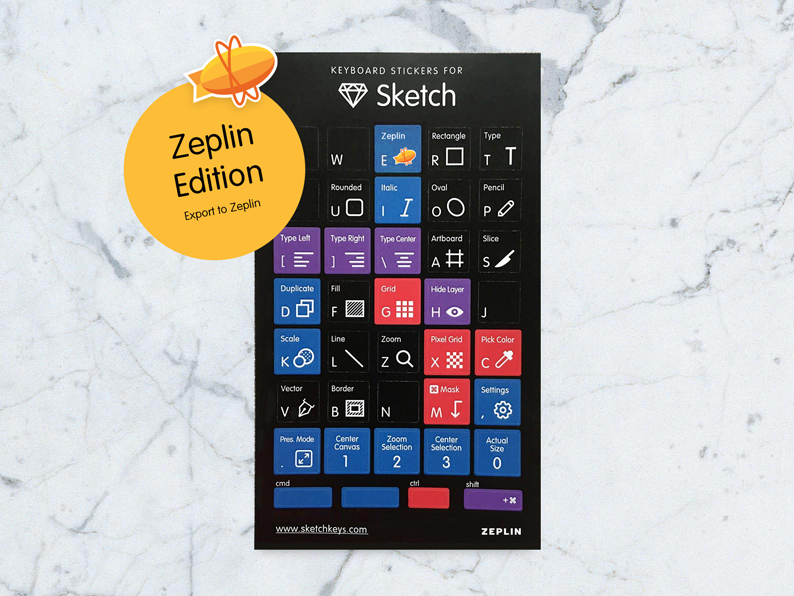 KEYBOARD STICKERS FOR
Sketch
Zeplin
Edition
Export to Zeplin
W
Zeplin
E
Rectangle
R
Type
T T
Rounded
U
Italic
I I
Oval
O
Pencil
P
Type Left
[
Type Right
]
Type Center
\
Artboard
A
Slice
S
Duplicate
D
Fill
F
Grid
G
Hide Layer
H
J
Scale
K
Line
L
Zoom
Z
Pixel Grid
X
Pick Color
C
Vector
V
Border
B
N
⌘ Mask
M
Settings
,
Pres. Mode
.
Center
Canvas
1
Zoom
Selection
2
Center
Selection
3
Actual
Size
0
cmd
ctrl
shift
+⌘
www.sketchkeys.com
ZEPLIN